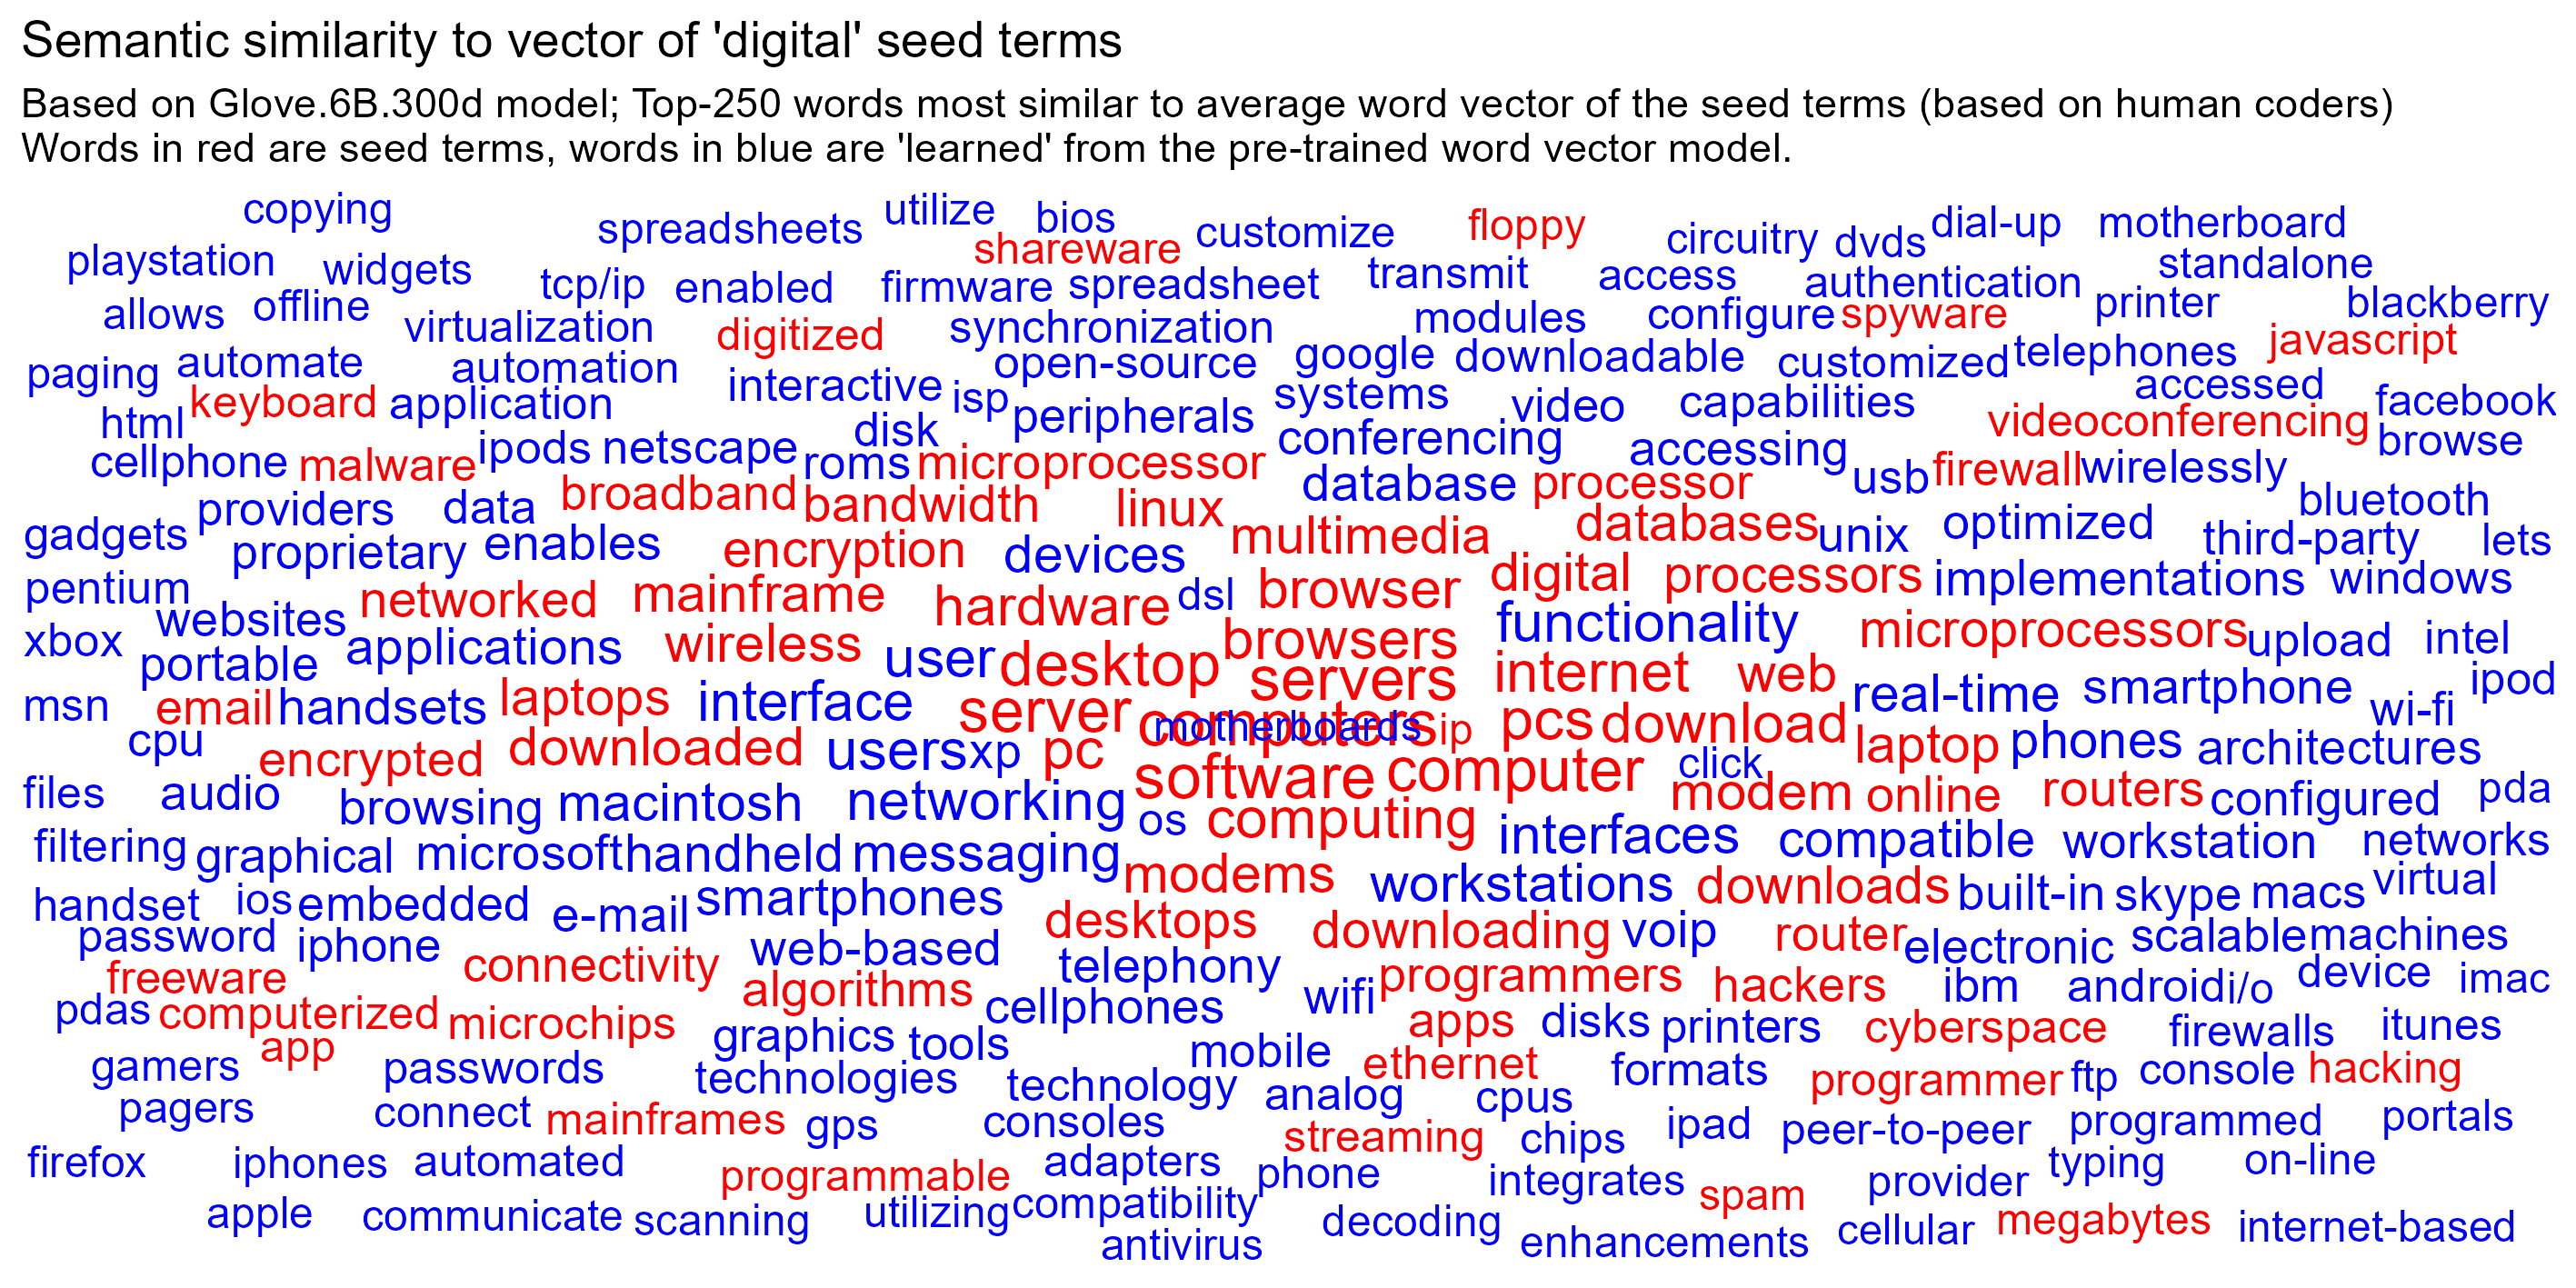 Semantic similarity to vector of 'digital' seed terms
Based on Glove.6B.300d model; Top-250 words most similar to average word vector of the seed terms (based on human coders)
Words in red are seed terms, words in blue are 'learned' from the pre-trained word vector model.
copying spreadsheets utilize bios customize floppy circuitry dvds dial-up motherboard
playstation widgets tcp/ip enabled shareware firmware spreadsheet transmit access authentication standalone
allows offline virtualization digitized synchronization modules configure spyware printer blackberry
paging automate automation interactive open-source google downloadable customized telephones javascript
html keyboard application isp peripherals systems video capabilities accessed facebook
cellphone malware ipods netscape disk roms microprocessor conferencing accessing videoconferencing browse
providers data broadband bandwidth linux database processor usb firewall wirelessly bluetooth
gadgets proprietary enables encryption devices multimedia databases unix optimized third-party lets
pentium networked mainframe hardware dsl browser digital processors implementations windows
xbox websites portable applications wireless user desktop browsers functionality microprocessors upload intel
msn email handsets laptops interface server servers internet web real-time smartphone wi-fi ipod
cpu encrypted downloaded users xp pc computers motherboards ip pcs download laptop phones architectures
files audio browsing macintosh networking software computer click modem online routers configured pda
filtering graphical microsoft handheld messaging os computing interfaces compatible workstation networks
handset ios embedded e-mail smartphones modems workstations downloads built-in skype macs virtual
password iphone web-based desktops downloading voip router electronic scalable machines
freeware connectivity algorithms telephony programmers hackers ibm android i/o device imac
pdas computerized microchips graphics tools cellphones wifi apps disks printers cyberspace firewalls itunes
gamers app passwords technologies technology mobile ethernet analog formats programmer ftp console hacking
pagers connect mainframes gps consoles streaming cpus chips ipad peer-to-peer programmed portals
firefox iphones automated programmable adapters phone integrates provider typing on-line
apple communicate scanning utilizing compatibility antivirus decoding enhancements spam cellular megabytes internet-based